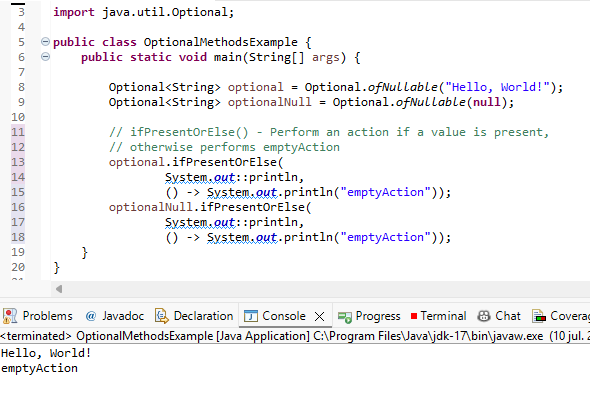 3 import java.util.Optional;
4
5 public class OptionalMethodsExample {
6 public static void main(String[] args) {
7
8 Optional<String> optional = Optional.ofNullable("Hello, World!");
9 Optional<String> optionalNull = Optional.ofNullable(null);
10
11 // ifPresentOrElse() - Perform an action if a value is present,
12 // otherwise performs emptyAction
13 optional.ifPresentOrElse(
14 System.out::println,
15 () -> System.out.println("emptyAction"));
16 optionalNull.ifPresentOrElse(
17 System.out::println,
18 () -> System.out.println("emptyAction"));
19 }
20 }
Problems @ Javadoc Declaration Console Progress Terminal Chat Coverag
<terminated> OptionalMethodsExample [Java Application] C:\Program Files\Java\jdk-17\bin\javaw.exe (10 jul. 2
Hello, World!
emptyAction